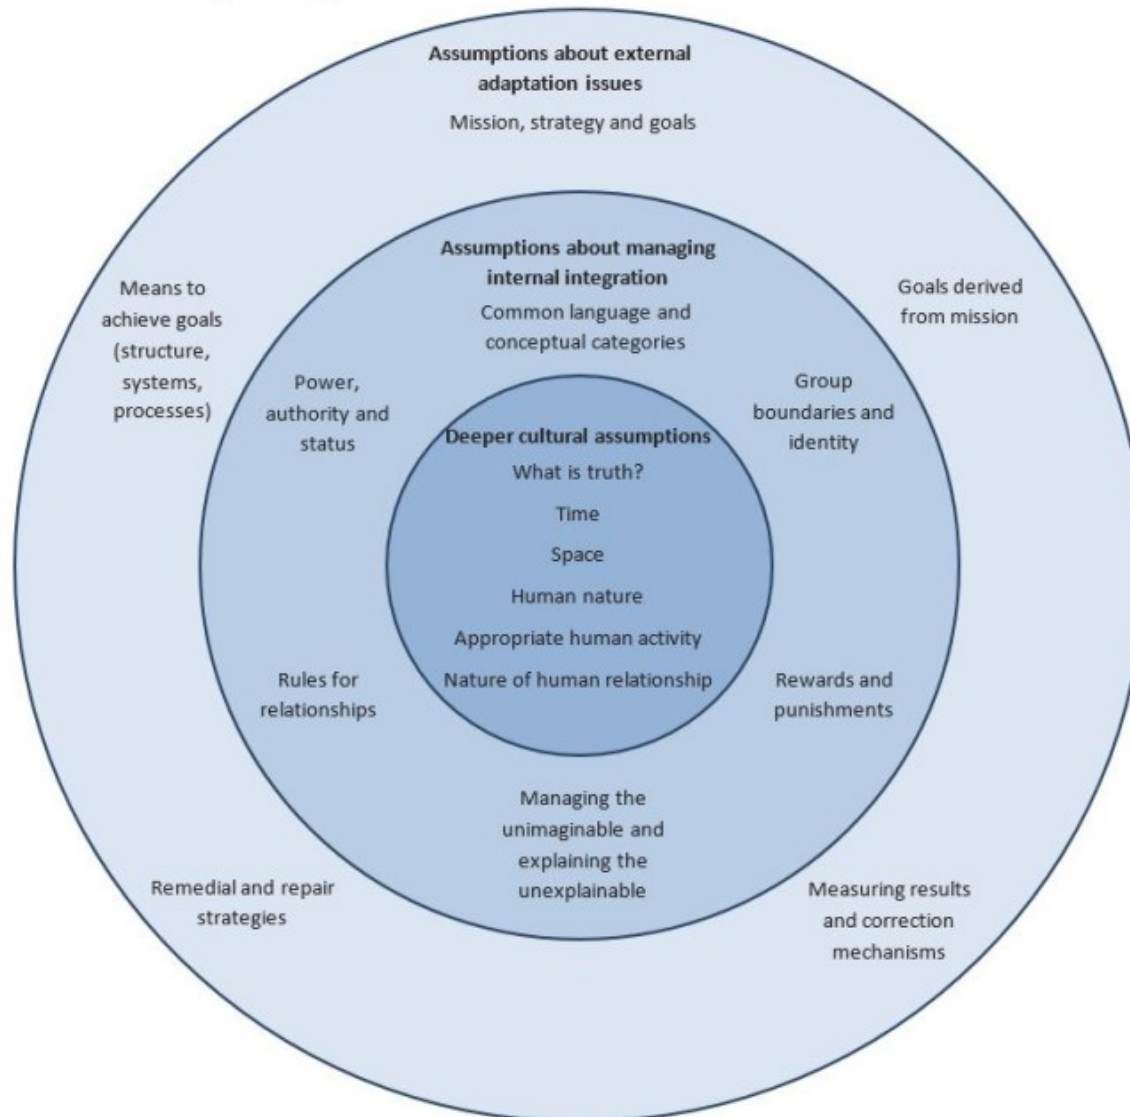 Assumptions about external
adaptation issues
Mission, strategy and goals
Means to
achieve goals
(structure,
systems,
processes)
Goals derived
from mission
Assumptions about managing
internal integration
Common language and
conceptual categories
Power,
authority and
status
Group
boundaries and
identity
Deeper cultural assumptions
What is truth?
Time
Space
Human nature
Appropriate human activity
Nature of human relationship
Rules for
relationships
Rewards and
punishments
Managing the
unimaginable and
explaining the
unexplainable
Remedial and repair
strategies
Measuring results
and correction
mechanisms